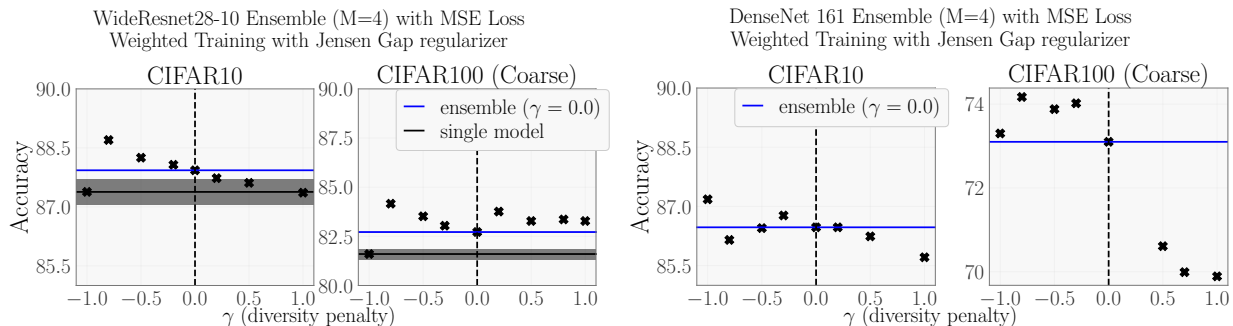 WideResnet28-10 Ensemble (M=4) with MSE Loss
Weighted Training with Jensen Gap regularizer
CIFAR10
CIFAR100 (Coarse)
Accuracy
90.0
88.5
87.0
85.5
−1.0 −0.5 0.0 0.5 1.0
90.0
87.5
85.0
82.5
80.0
−1.0 −0.5 0.0 0.5 1.0
ensemble (γ = 0.0)
single model
γ (diversity penalty)
DenseNet 161 Ensemble (M=4) with MSE Loss
Weighted Training with Jensen Gap regularizer
CIFAR10
CIFAR100 (Coarse)
Accuracy
90.0
88.5
87.0
85.5
−1.0 −0.5 0.0 0.5 1.0
ensemble (γ = 0.0)
74
72
70
−1.0 −0.5 0.0 0.5 1.0
γ (diversity penalty)